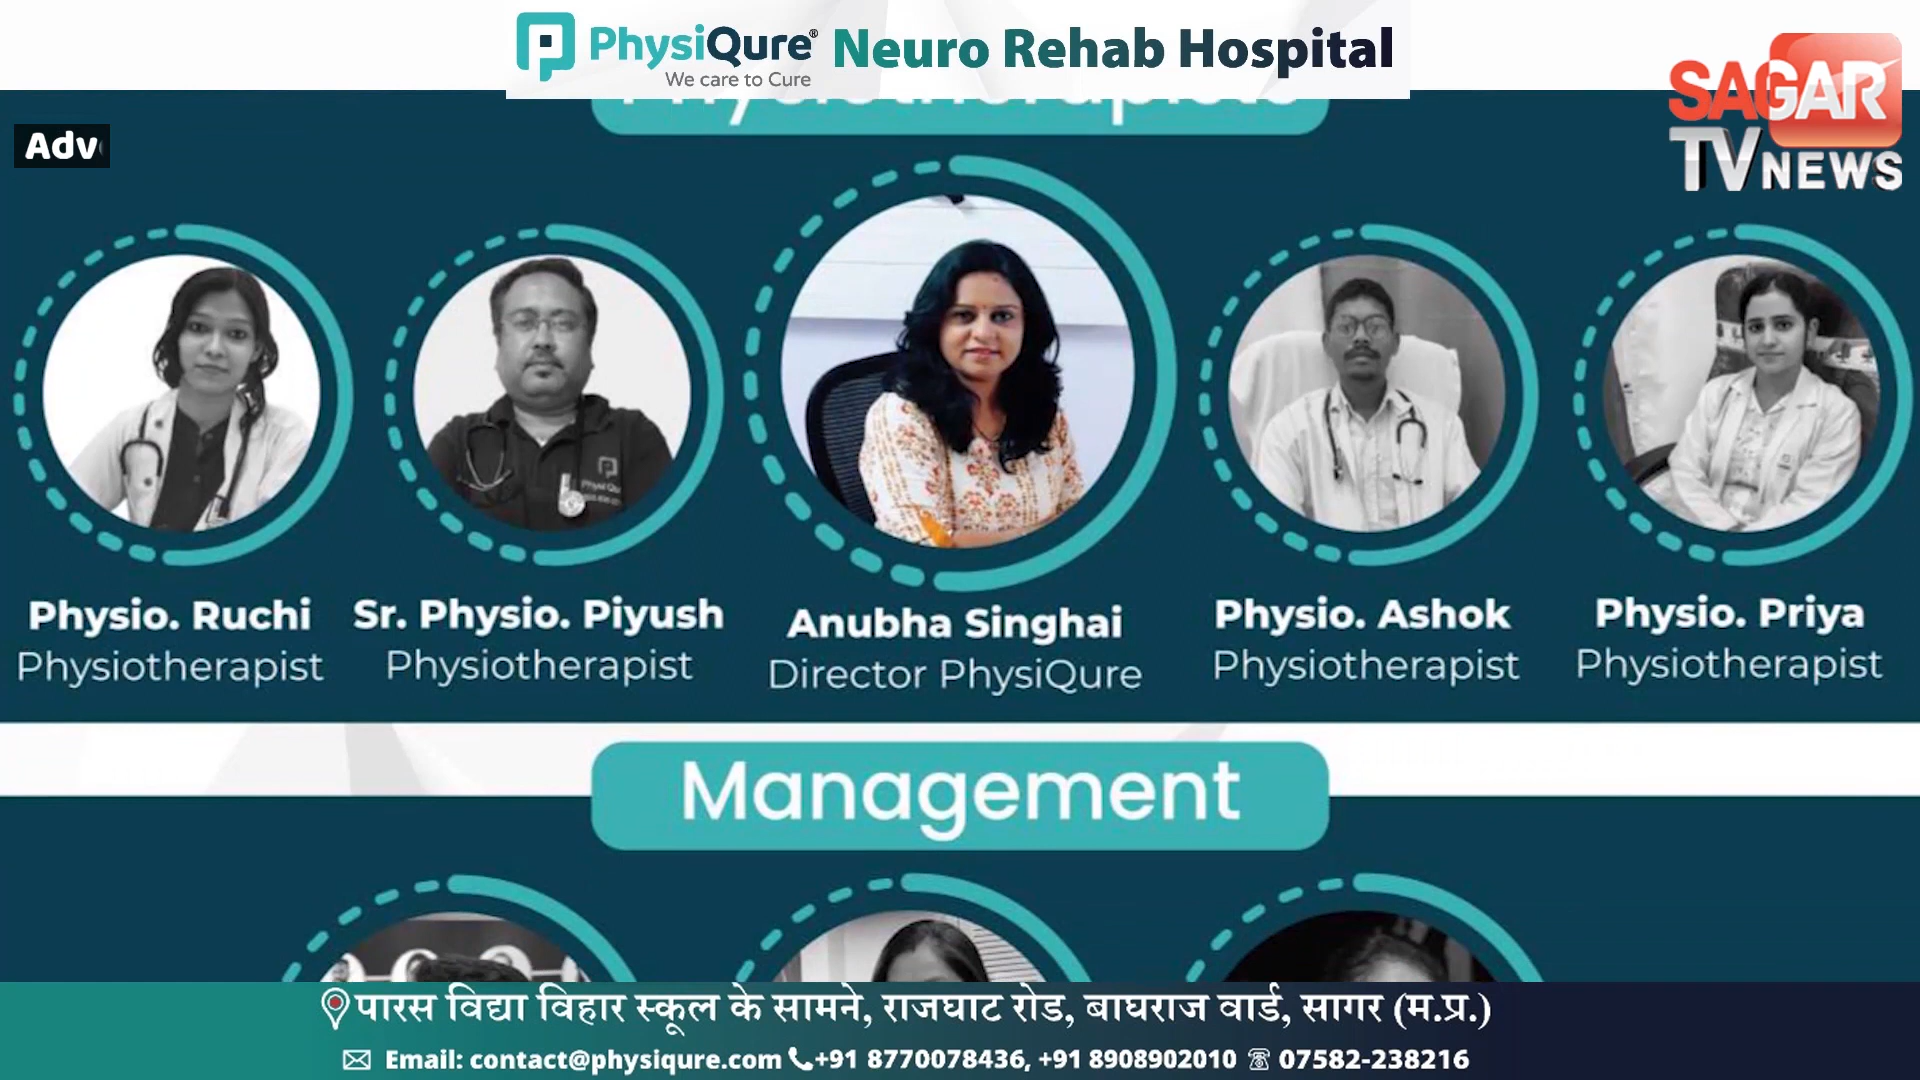 PhysiQure® Neuro Rehab Hospital
We care to Cure
SAGAR
TV NEWS
Physiotherapists
Adv
Physio. Ruchi
Physiotherapist
Sr. Physio. Piyush
Physiotherapist
Anubha Singhai
Director PhysiQure
Physio. Ashok
Physiotherapist
Physio. Priya
Physiotherapist
Management
पारस विद्या विहार स्कूल के सामने, राजघाट रोड, बाघराज वार्ड, सागर (म.प्र.)
Email: contact@physiqure.com +91 8770078436, +91 8908902010 07582-238216